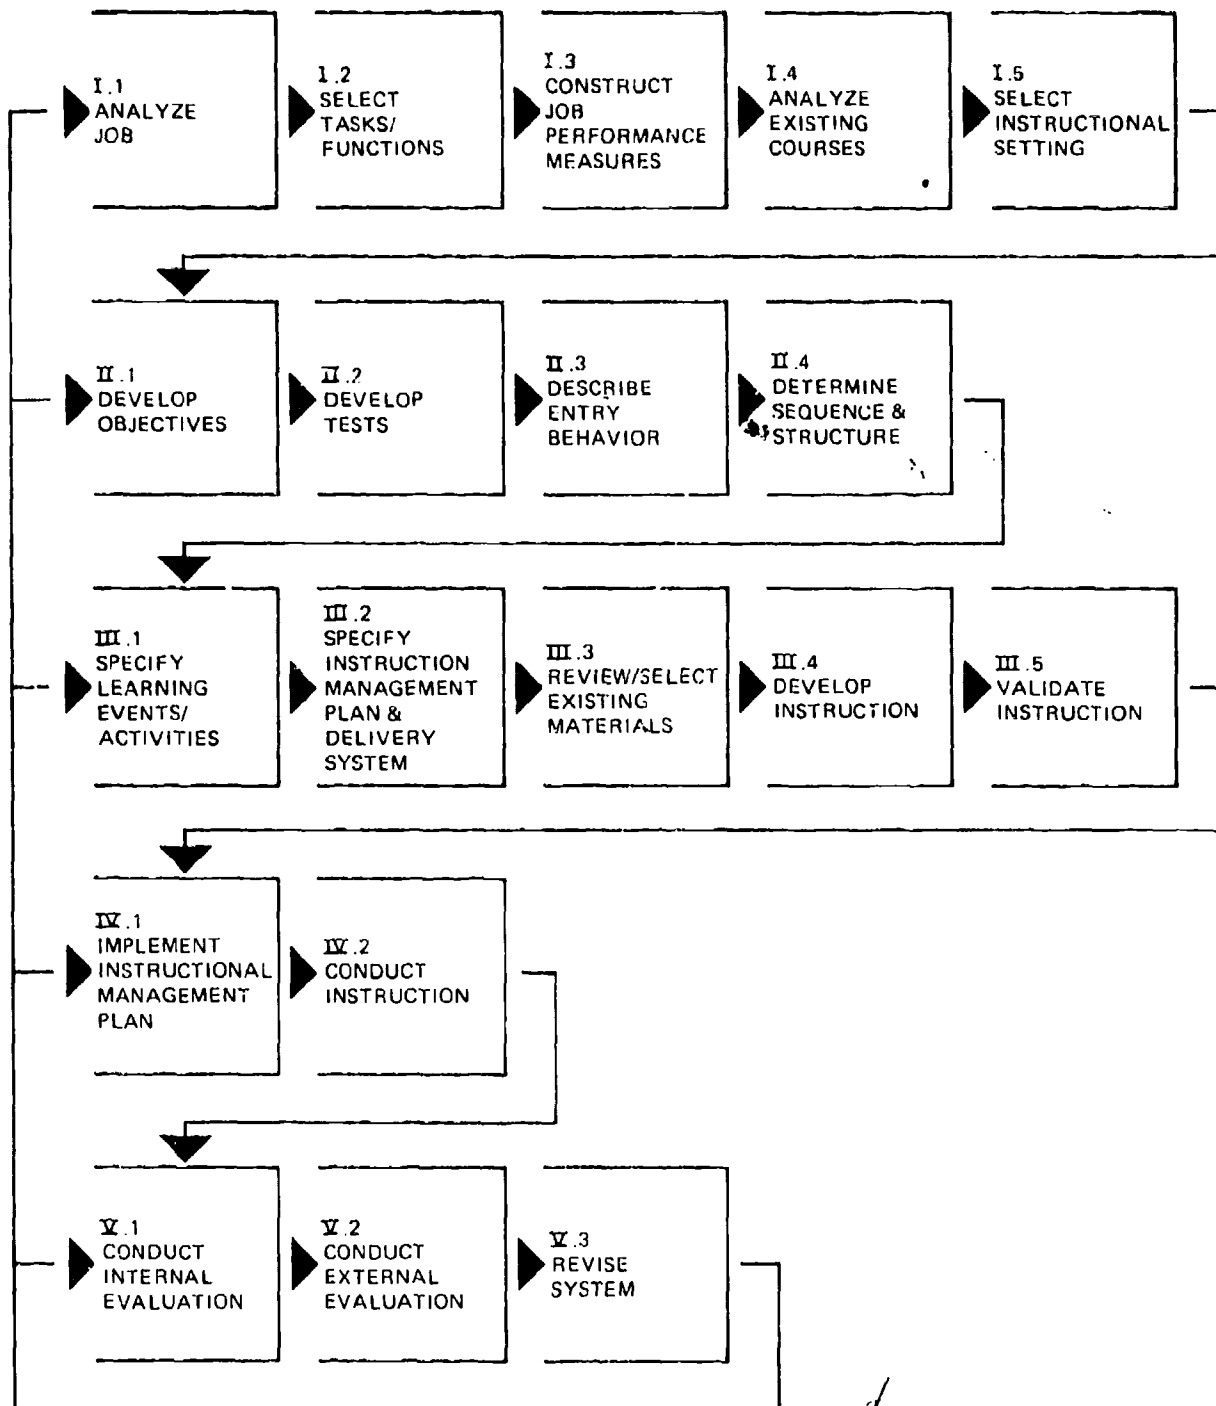 I.1
ANALYZE
JOB
I.2
SELECT
TASKS/
FUNCTIONS
I.3
CONSTRUCT
JOB
PERFORMANCE
MEASURES
I.4
ANALYZE
EXISTING
COURSES
I.5
SELECT
INSTRUCTIONAL
SETTING
II.1
DEVELOP
OBJECTIVES
II.2
DEVELOP
TESTS
II.3
DESCRIBE
ENTRY
BEHAVIOR
II.4
DETERMINE
SEQUENCE &
STRUCTURE
III.1
SPECIFY
LEARNING
EVENTS/
ACTIVITIES
III.2
SPECIFY
INSTRUCTION
MANAGEMENT
PLAN &
DELIVERY
SYSTEM
III.3
REVIEW/SELECT
EXISTING
MATERIALS
III.4
DEVELOP
INSTRUCTION
III.5
VALIDATE
INSTRUCTION
IV.1
IMPLEMENT
INSTRUCTIONAL
MANAGEMENT
PLAN
IV.2
CONDUCT
INSTRUCTION
V.1
CONDUCT
INTERNAL
EVALUATION
V.2
CONDUCT
EXTERNAL
EVALUATION
V.3
REVISE
SYSTEM